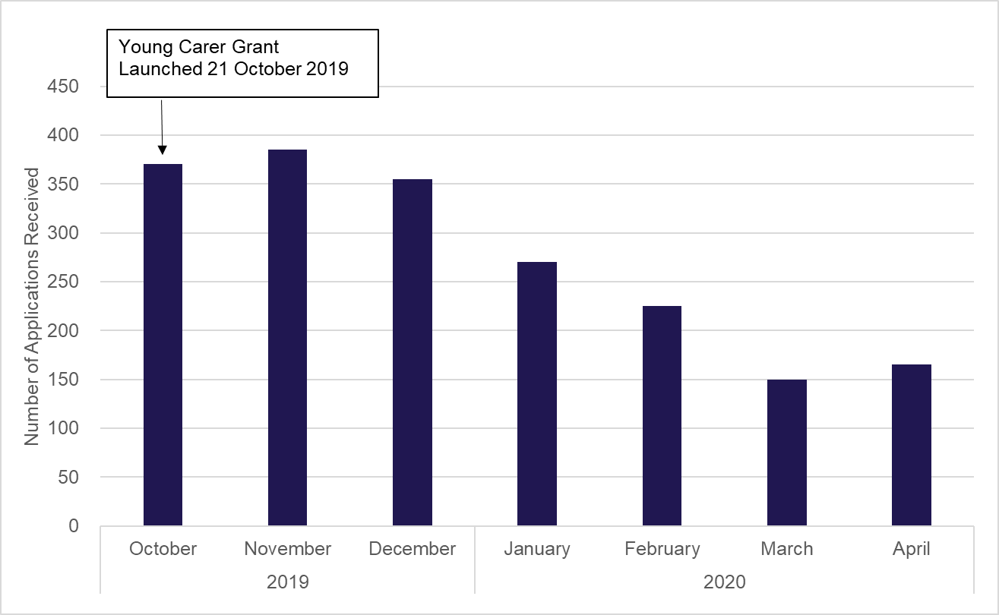 Young Carer Grant
Launched 21 October 2019
450
400
350
300
250
200
150
100
50
0
Number of Applications Received
October
November
December
January
February
March
April
2019
2020